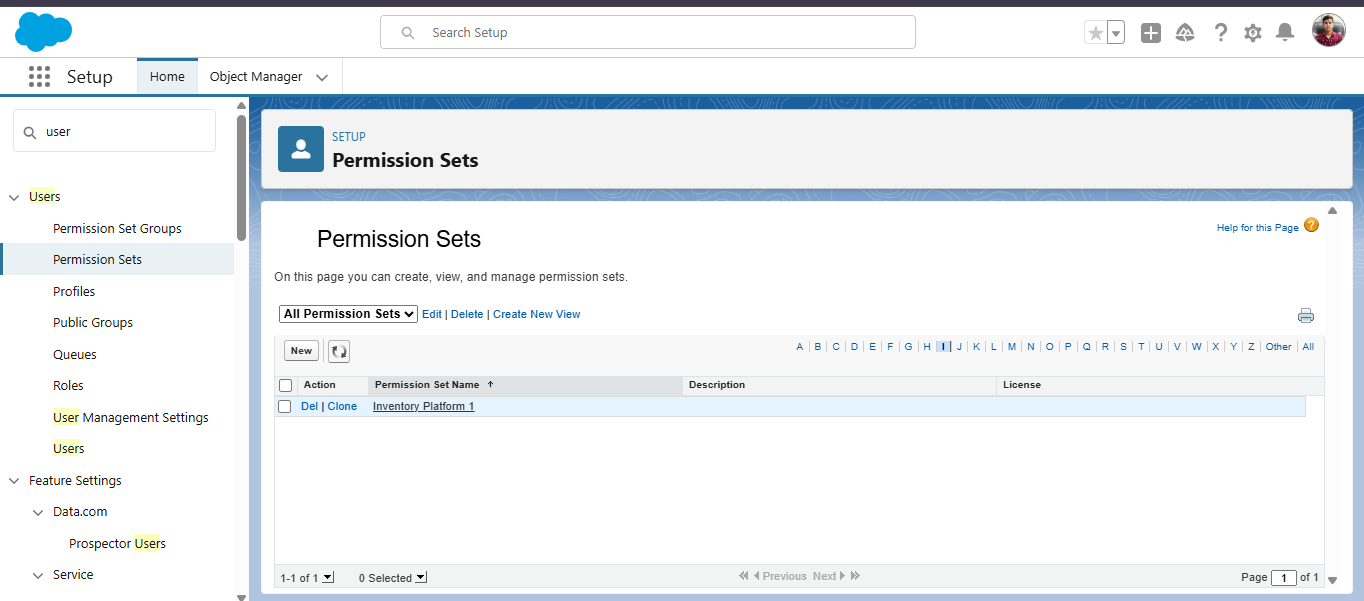 Search Setup
Setup
Home
Object Manager
user
Users
Permission Set Groups
Permission Sets
Profiles
Public Groups
Queues
Roles
User Management Settings
Users
Feature Settings
Data.com
Prospector Users
Service
SETUP
Permission Sets
Permission Sets
Help for this Page ?
On this page you can create, view, and manage permission sets.
All Permission Sets Edit | Delete | Create New View
New
A | B | C | D | E | F | G | H | I | J | K | L | M | N | O | P | Q | R | S | T | U | V | W | X | Y | Z | Other | All
Action Permission Set Name ↑ Description License
Del | Clone Inventory Platform 1
1-1 of 1 0 Selected Previous Next Page 1 of 1